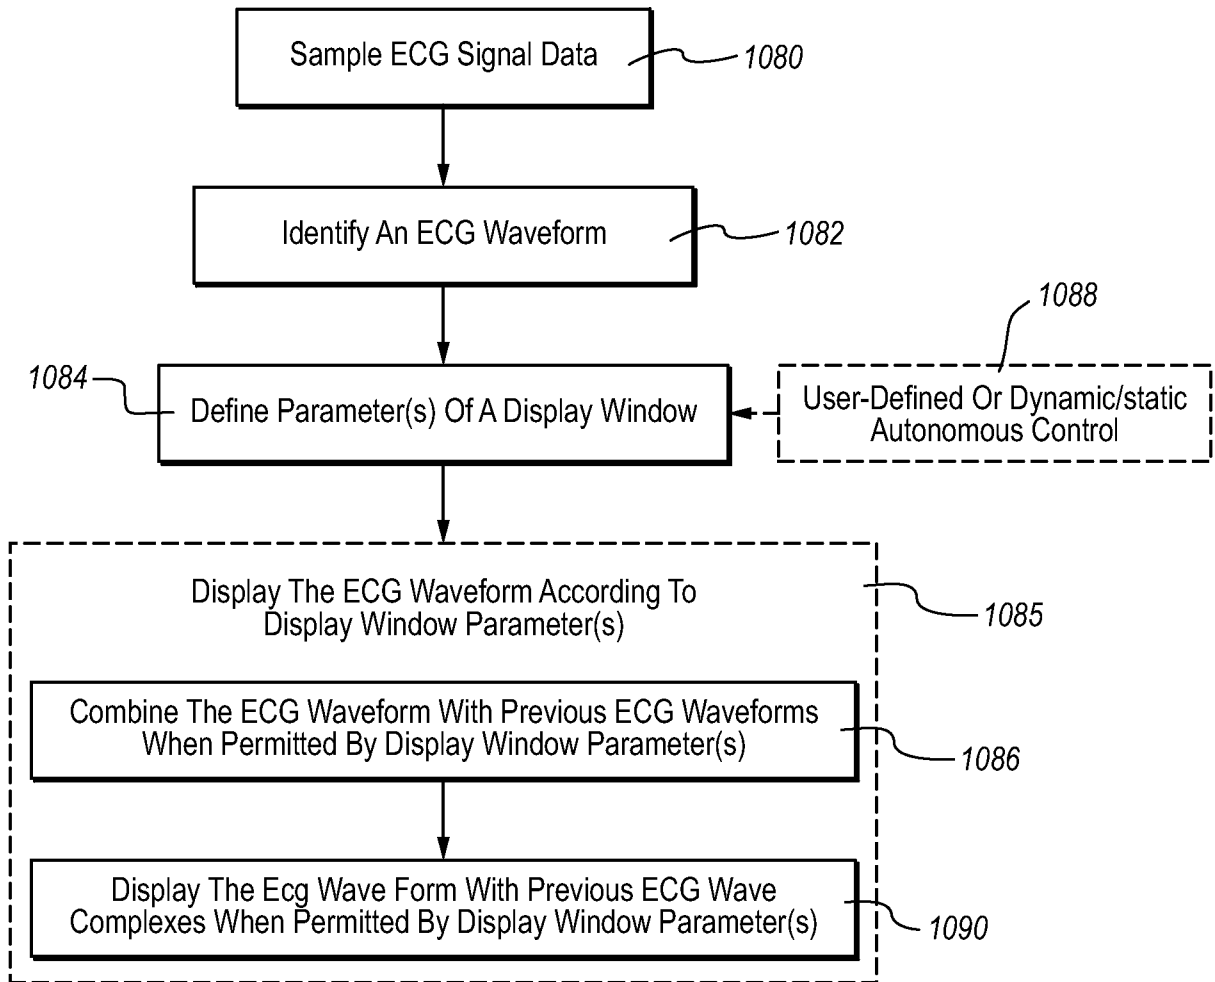 Sample ECG Signal Data
1080
Identify An ECG Waveform
1082
1088
1084
Define Parameter(s) Of A Display Window
User-Defined Or Dynamic/static
Autonomous Control
Display The ECG Waveform According To
Display Window Parameter(s)
1085
Combine The ECG Waveform With Previous ECG Waveforms
When Permitted By Display Window Parameter(s)
1086
Display The Ecg Wave Form With Previous ECG Wave
Complexes When Permitted By Display Window Parameter(s)
1090